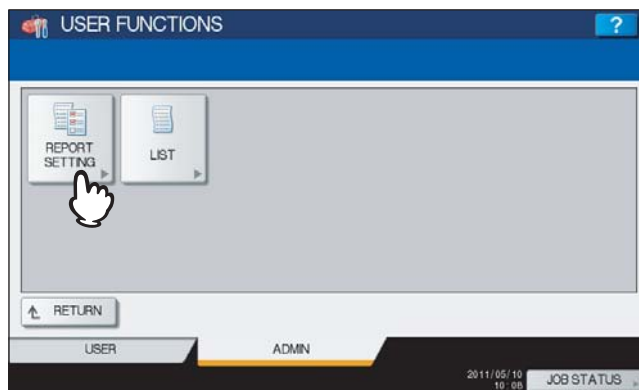 USER FUNCTIONS
?
REPORT
SETTING
LIST
RETURN
USER
ADMIN
2011/05/10
10:08
JOB STATUS